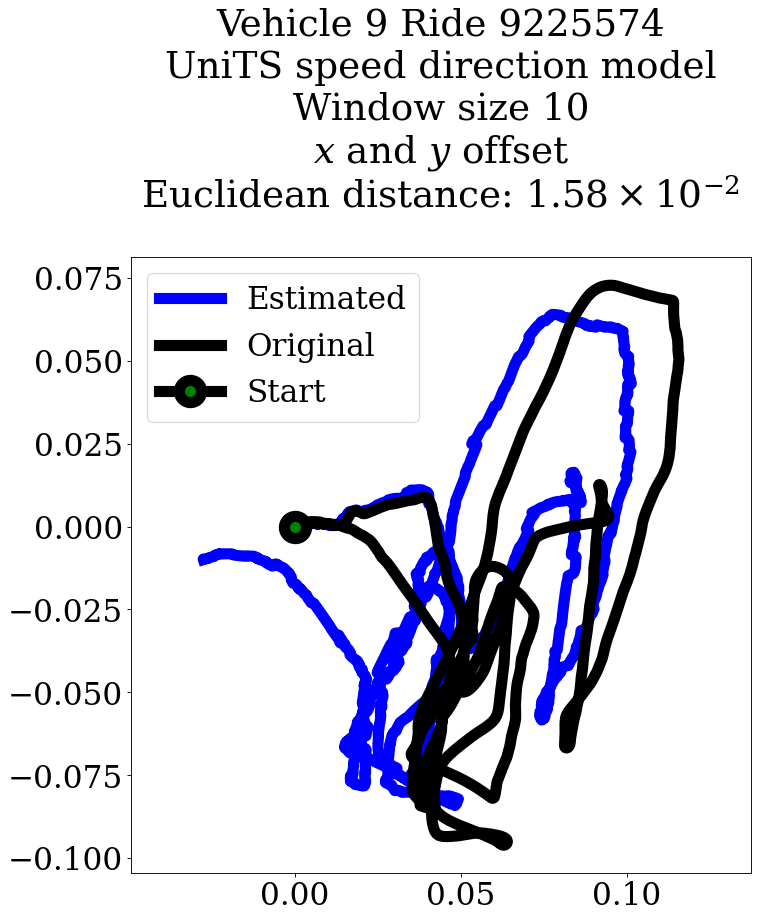 Vehicle 9 Ride 9225574
UniTS speed direction model
Window size 10
x and y offset
Euclidean distance: 1.58 × 10⁻²
Estimated
Original
Start
0.075
0.050
0.025
0.000
−0.025
−0.050
−0.075
−0.100
0.00 0.05 0.10